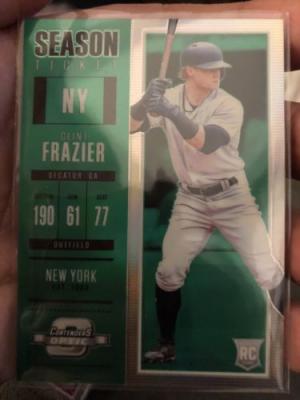 SEASON
TICKET
NY
CLINT
FRAZIER
DECATUR, GA
190 61 77
OUTFIELD
NEW YORK
CONTENDERS
OPTIC
RC